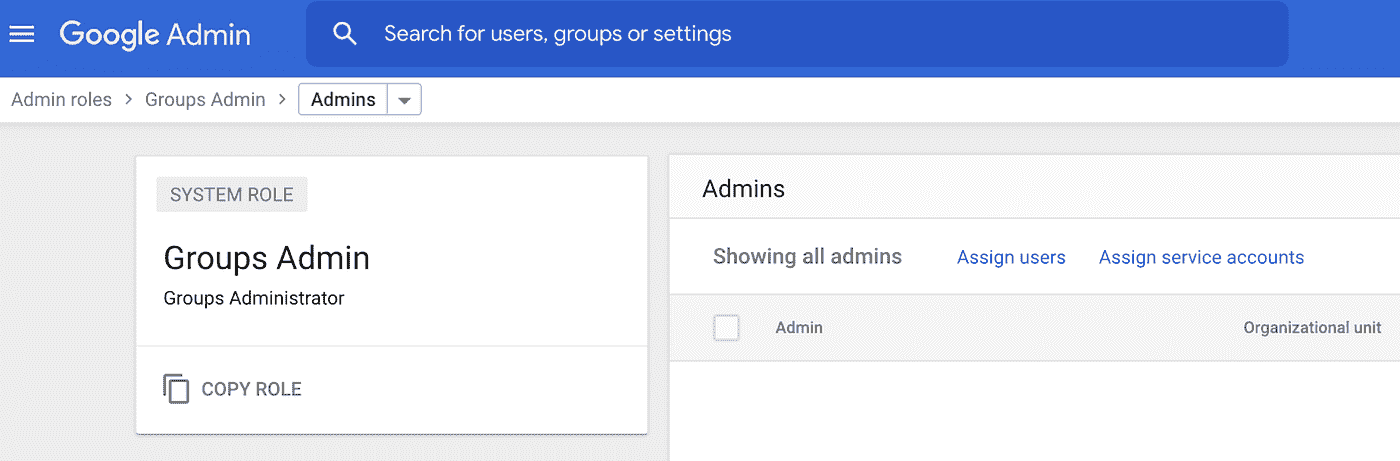 Google Admin
Search for users, groups or settings
Admin roles > Groups Admin > Admins
SYSTEM ROLE
Groups Admin
Groups Administrator
COPY ROLE
Admins
Showing all admins Assign users Assign service accounts
Admin Organizational unit